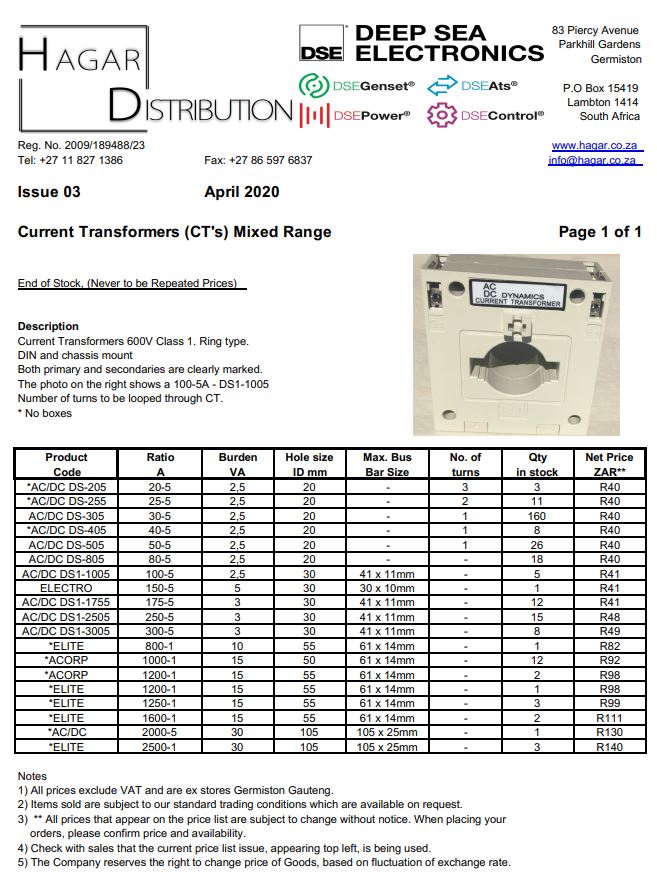 HAGAR
DISTRIBUTION
DSE
DEEP SEA
ELECTRONICS
DSEGenset®
DSEAts®
DSEPower®
DSEControl®
83 Piercy Avenue
Parkhill Gardens
Germiston
P.O Box 15419
Lambton 1414
South Africa
Reg. No. 2009/189488/23
www.hagar.co.za
Tel: +27 11 827 1386 Fax: +27 86 597 6837
info@hagar.co.za
Issue 03 April 2020
Current Transformers (CT's) Mixed Range Page 1 of 1
End of Stock, (Never to be Repeated Prices)
AC
DC DYNAMICS
CURRENT TRANSFORMER
Description
Current Transformers 600V Class 1. Ring type.
DIN and chassis mount
Both primary and secondaries are clearly marked.
The photo on the right shows a 100-5A - DS1-1005
Number of turns to be looped through CT.
* No boxes
Product Ratio Burden Hole size Max. Bus No. of Qty Net Price
Code A VA ID mm Bar Size turns in stock ZAR**
*AC/DC DS-205 20-5 2,5 20 - 3 3 R40
*AC/DC DS-255 25-5 2,5 20 - 2 11 R40
AC/DC DS-305 30-5 2,5 20 - 1 160 R40
*AC/DC DS-405 40-5 2,5 20 - 1 8 R40
AC/DC DS-505 50-5 2,5 20 - 1 26 R40
AC/DC DS-805 80-5 2,5 20 - - 18 R40
AC/DC DS1-1005 100-5 2,5 30 41 x 11mm - 5 R41
ELECTRO 150-5 5 30 30 x 10mm - 1 R41
AC/DC DS1-1755 175-5 3 30 41 x 11mm - 12 R41
AC/DC DS1-2505 250-5 3 30 41 x 11mm - 15 R48
AC/DC DS1-3005 300-5 3 30 41 x 11mm - 8 R49
*ELITE 800-1 10 55 61 x 14mm - 1 R82
*ACORP 1000-1 15 50 61 x 14mm - 12 R92
*ACORP 1200-1 15 55 61 x 14mm - 2 R98
*ELITE 1200-1 15 55 61 x 14mm - 1 R98
*ELITE 1250-1 15 55 61 x 14mm - 3 R99
*ELITE 1600-1 15 55 61 x 14mm - 2 R111
*AC/DC 2000-5 30 105 105 x 25mm - 1 R130
*ELITE 2500-1 30 105 105 x 25mm - 3 R140
Notes
1) All prices exclude VAT and are ex stores Germiston Gauteng.
2) Items sold are subject to our standard trading conditions which are available on request.
3) ** All prices that appear on the price list are subject to change without notice. When placing your
orders, please confirm price and availability.
4) Check with sales that the current price list issue, appearing top left, is being used.
5) The Company reserves the right to change price of Goods, based on fluctuation of exchange rate.